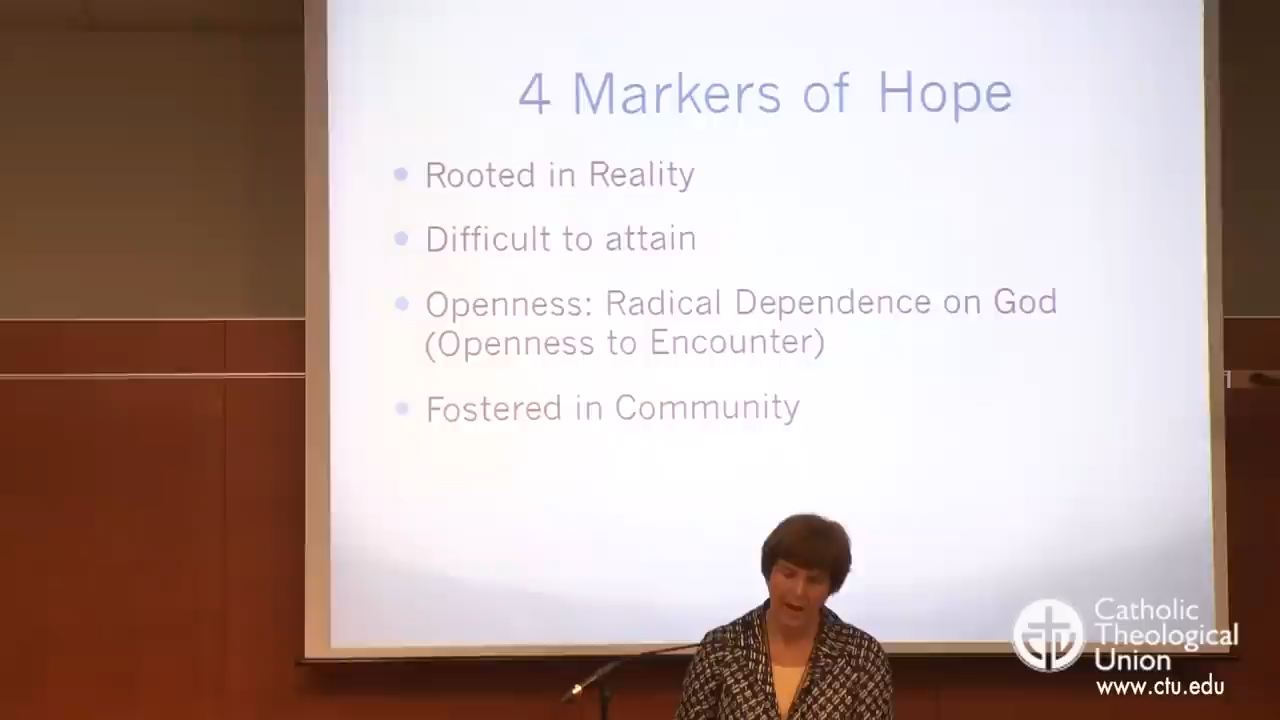 4 Markers of Hope
• Rooted in Reality
• Difficult to attain
• Openness: Radical Dependence on God
(Openness to Encounter)
• Fostered in Community
Catholic
Theological
Union
www.ctu.edu